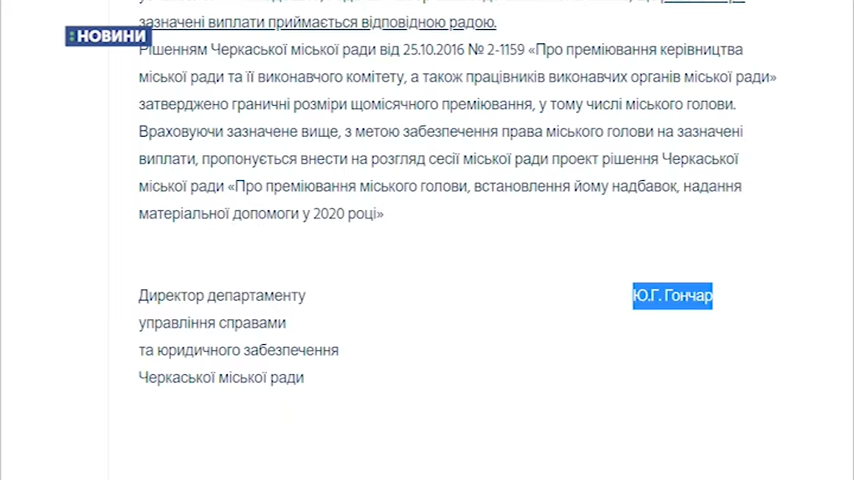 зазначені виплати приймається відповідною радою.
НОВИНИ
Рішенням Черкаської міської ради від 25.10.2016 № 2-1159 «Про преміювання керівництва
міської ради та її виконавчого комітету, а також працівників виконавчих органів міської ради»
затверджено граничні розміри щомісячного преміювання, у тому числі міського голови.
Враховуючи зазначене вище, з метою забезпечення права міського голови на зазначені
виплати, пропонується внести на розгляд сесії міської ради проект рішення Черкаської
міської ради «Про преміювання міського голови, встановлення йому надбавок, надання
матеріальної допомоги у 2020 році»
Директор департаменту Ю.Г. Гончар
управління справами
та юридичного забезпечення
Черкаської міської ради